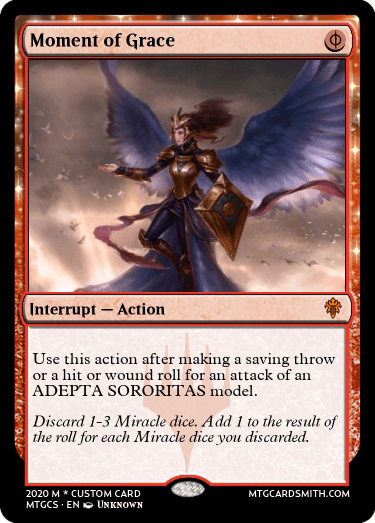 Moment of Grace
Interrupt — Action
Use this action after making a saving throw
or a hit or wound roll for an attack of an
ADEPTA SORORITAS model.
Discard 1-3 Miracle dice. Add 1 to the result of
the roll for each Miracle dice you discarded.
2020 M * CUSTOM CARD
MTGCS · EN Unknown
MTGCARDSMITH.COM